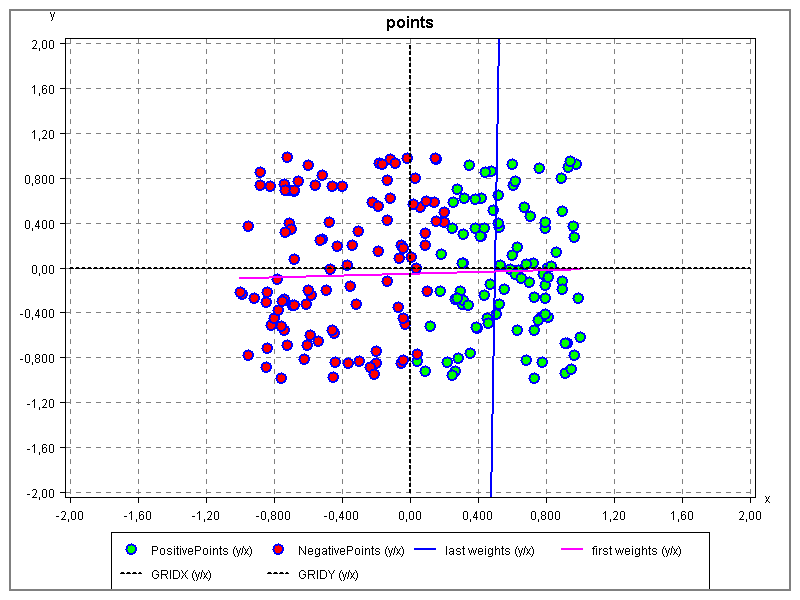 points
y
2,00
1,60
1,20
0,800
0,400
0,00
-0,400
-0,800
-1,20
-1,60
-2,00
x
-2,00 -1,60 -1,20 -0,800 -0,400 0,00 0,400 0,800 1,20 1,60 2,00
PositivePoints (y/x) NegativePoints (y/x) last weights (y/x) first weights (y/x)
GRIDX (y/x) GRIDY (y/x)